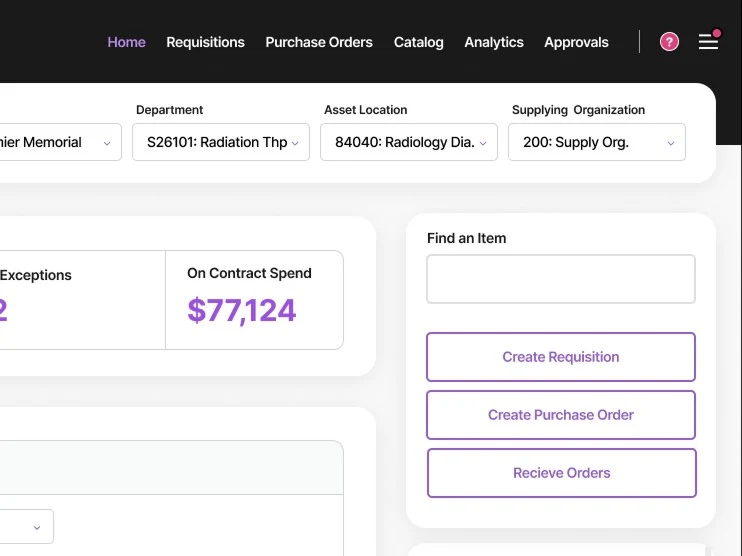 Home Requisitions Purchase Orders Catalog Analytics Approvals ?
Department Asset Location Supplying Organization
Memorial S26101: Radiation Thp 84040: Radiology Dia. 200: Supply Org.
Exceptions
2
On Contract Spend
$77,124
Find an Item
Create Requisition
Create Purchase Order
Recieve Orders